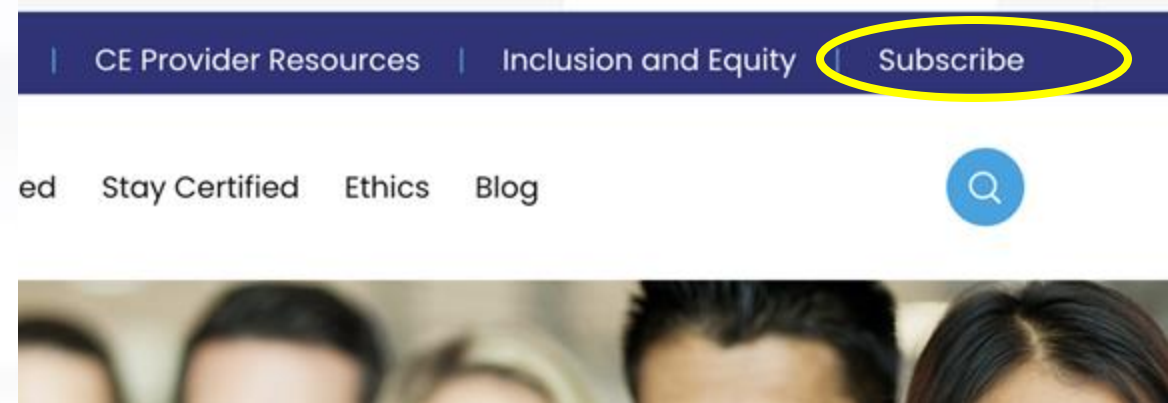 | CE Provider Resources | Inclusion and Equity | Subscribe
ed Stay Certified Ethics Blog